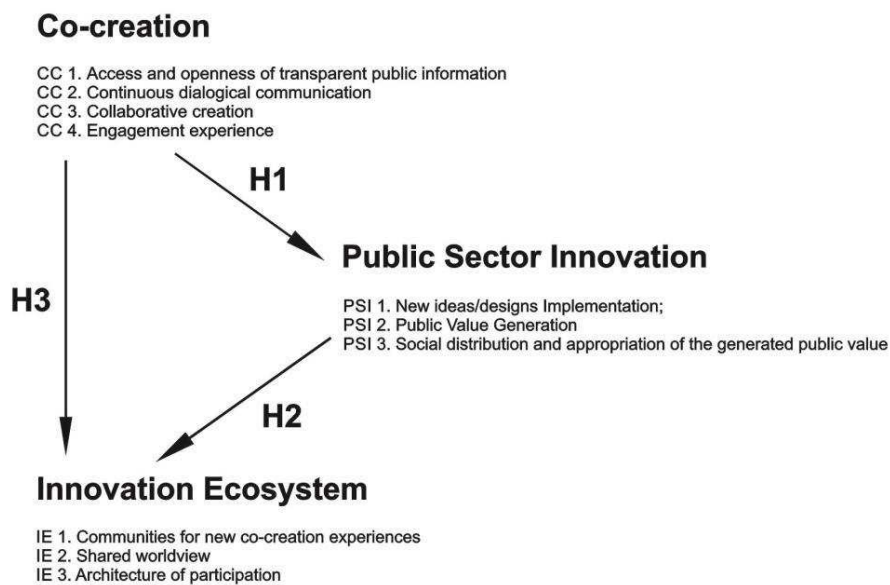 Co-creation
CC 1. Access and openness of transparent public information
CC 2. Continuous dialogical communication
CC 3. Collaborative creation
CC 4. Engagement experience
H1
Public Sector Innovation
PSI 1. New ideas/designs Implementation;
PSI 2. Public Value Generation
PSI 3. Social distribution and appropriation of the generated public value
H3
H2
Innovation Ecosystem
IE 1. Communities for new co-creation experiences
IE 2. Shared worldview
IE 3. Architecture of participation